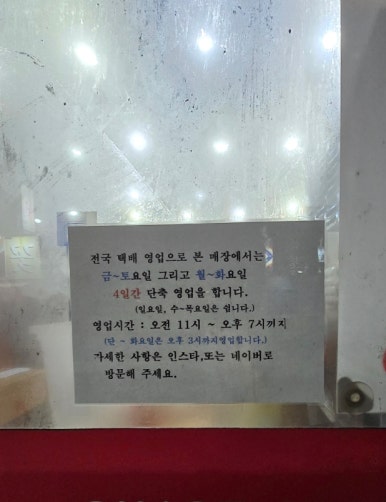 전국 택배 영업으로 본 매장에서는
금~토요일 그리고 월~화요일
4일간 단축 영업을 합니다.
(일요일, 수~목요일은 쉽니다.)
영업시간 : 오전 11시 ~ 오후 7시까지
(단 ~ 화요일은 오후 3시까지영업합니다.)
가세한 사항은 인스타,또는 네이버로
방문해 주세요.